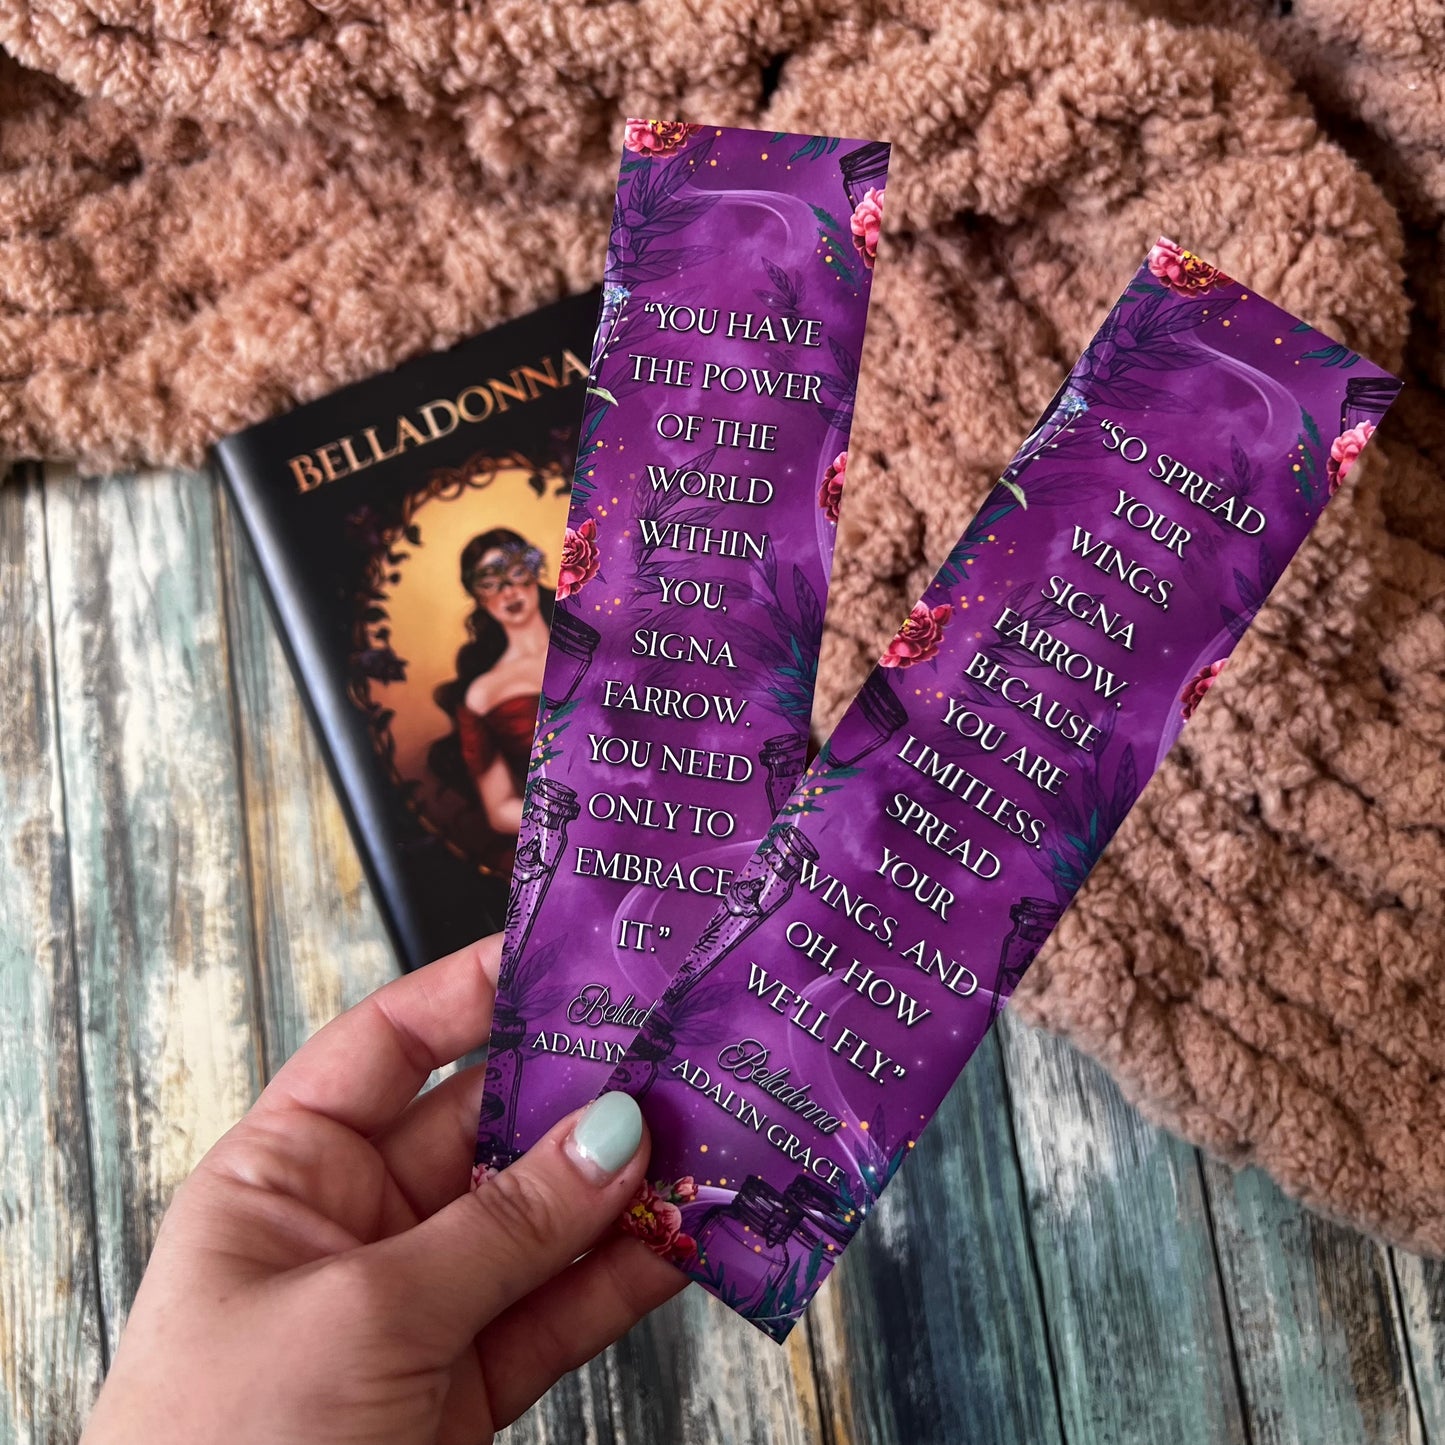 BELLADONNA
"YOU HAVE
THE POWER
OF THE
WORLD
WITHIN
YOU,
SIGNA
FARROW.
YOU NEED
ONLY TO
EMBRACE
IT."
Bellad
ADALYN
"SO SPREAD
YOUR
WINGS,
SIGNA
FARROW,
BECAUSE
YOU ARE
LIMITLESS.
SPREAD
YOUR
WINGS, AND
OH, HOW
WE'LL FLY."
Belladonna
ADALYN GRACE